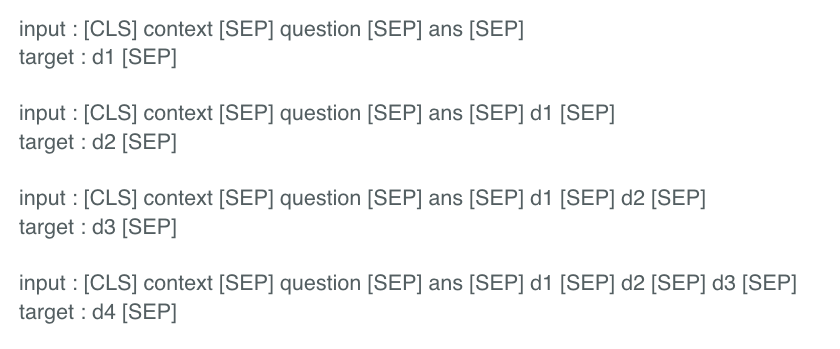 input : [CLS] context [SEP] question [SEP] ans [SEP]
target : d1 [SEP]
input : [CLS] context [SEP] question [SEP] ans [SEP] d1 [SEP]
target : d2 [SEP]
input : [CLS] context [SEP] question [SEP] ans [SEP] d1 [SEP] d2 [SEP]
target : d3 [SEP]
input : [CLS] context [SEP] question [SEP] ans [SEP] d1 [SEP] d2 [SEP] d3 [SEP]
target : d4 [SEP]